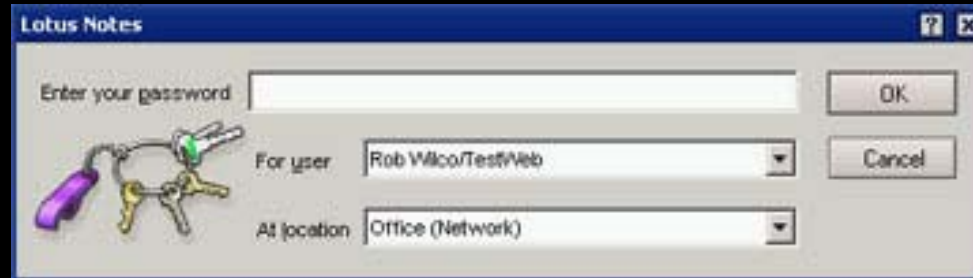 Lotus Notes
Enter your password
OK
For user Rob Wilco/TestWeb
Cancel
At location Office (Network)